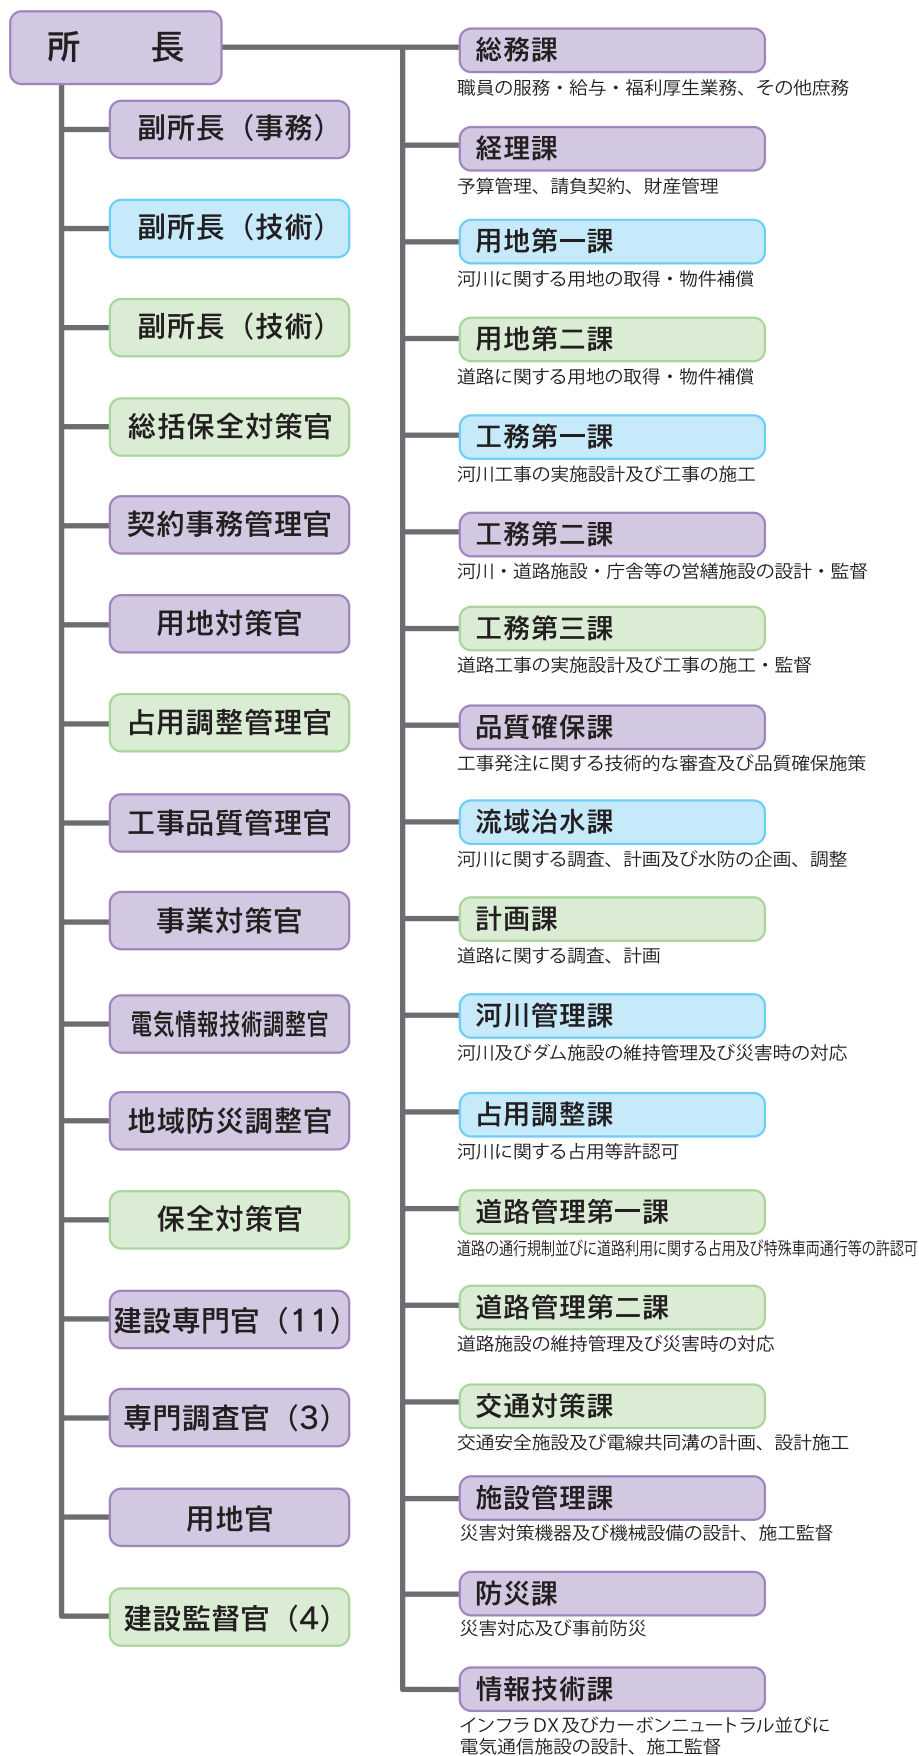 所　長
副所長（事務）
副所長（技術）
副所長（技術）
総括保全対策官
契約事務管理官
用地対策官
占用調整管理官
工事品質管理官
事業対策官
電気情報技術調整官
地域防災調整官
保全対策官
建設専門官（11）
専門調査官（3）
用地官
建設監督官（4）
総務課
職員の服務・給与・福利厚生業務、その他庶務
経理課
予算管理、請負契約、財産管理
用地第一課
河川に関する用地の取得・物件補償
用地第二課
道路に関する用地の取得・物件補償
工務第一課
河川工事の実施設計及び工事の施工
工務第二課
河川・道路施設・庁舎等の営繕施設の設計・監督
工務第三課
道路工事の実施設計及び工事の施工・監督
品質確保課
工事発注に関する技術的な審査及び品質確保施策
流域治水課
河川に関する調査、計画及び水防の企画、調整
計画課
道路に関する調査、計画
河川管理課
河川及びダム施設の維持管理及び災害時の対応
占用調整課
河川に関する占用等許認可
道路管理第一課
道路の通行規制並びに道路利用に関する占用及び特殊車両通行等の許認可
道路管理第二課
道路施設の維持管理及び災害時の対応
交通対策課
交通安全施設及び電線共同溝の計画、設計施工
施設管理課
災害対策機器及び機械設備の設計、施工監督
防災課
災害対応及び事前防災
情報技術課
インフラDX及びカーボンニュートラル並びに
電気通信施設の設計、施工監督